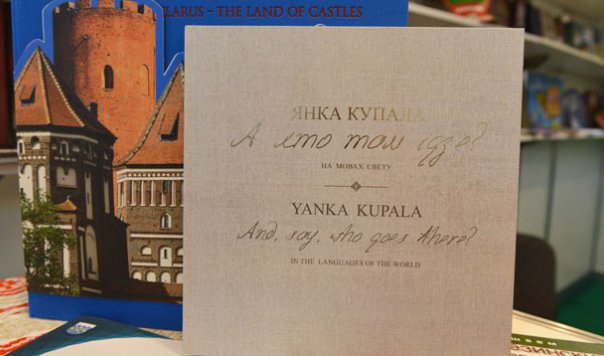 BELARUS – THE LAND OF CASTLES
ЯНКА КУПАЛА
А хто там ідзе?
НА МОВАХ СВЕТУ
YANKA KUPALA
And, say, who goes there?
IN THE LANGUAGES OF THE WORLD